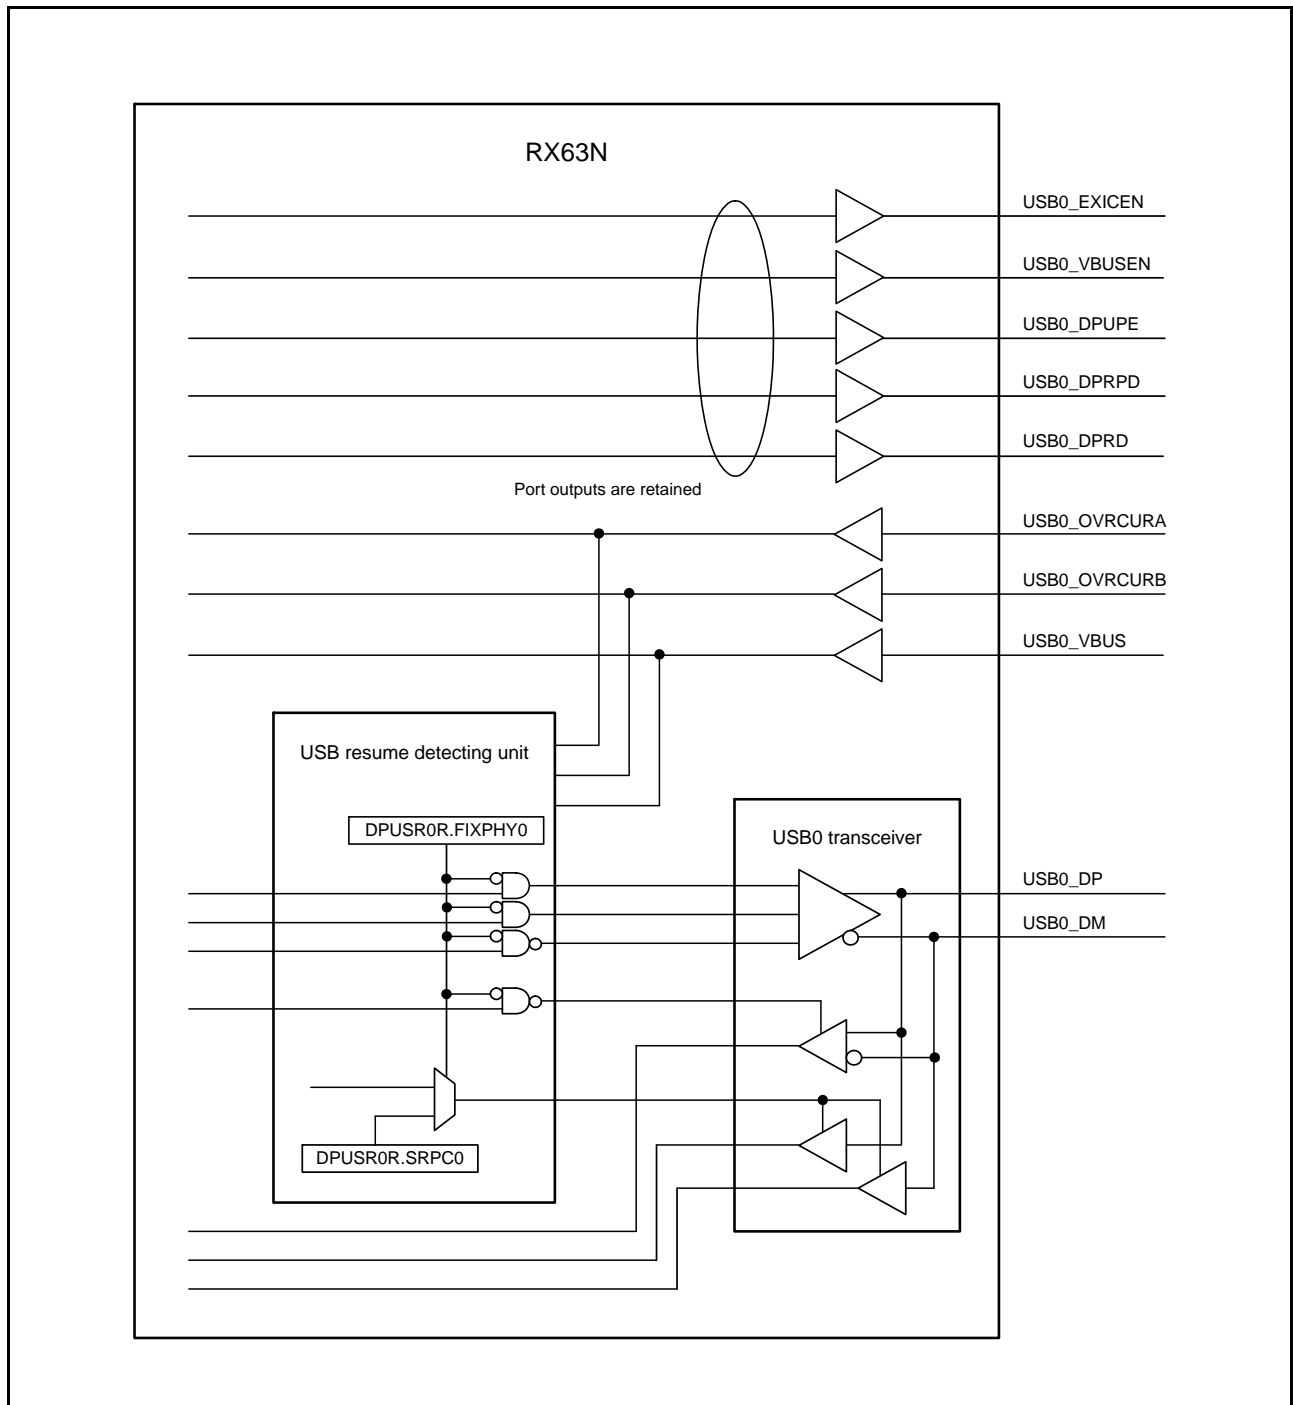 RX63N
USB0_EXICEN
USB0_VBUSEN
USB0_DPUPE
USB0_DPRPD
USB0_DPRD
Port outputs are retained
USB0_OVRCURA
USB0_OVRCURB
USB0_VBUS
USB resume detecting unit
DPUSR0R.FIXPHY0
USB0 transceiver
USB0_DP
USB0_DM
DPUSR0R.SRPC0